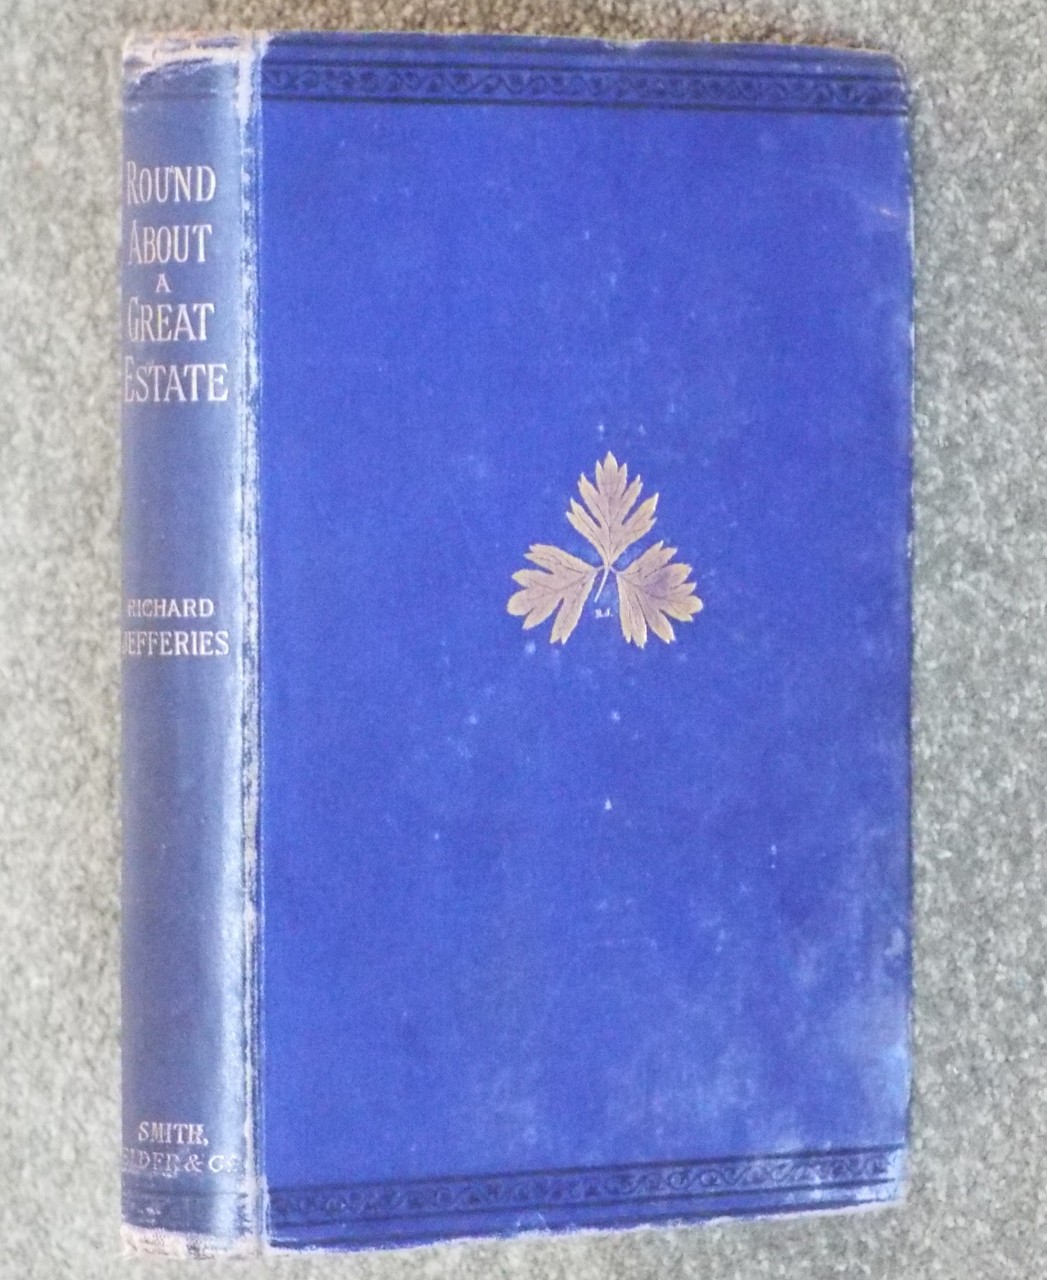 ROUND
ABOUT
A
GREAT
ESTATE
RICHARD
JEFFERIES
SMITH,
ELDER & CO
R.J.